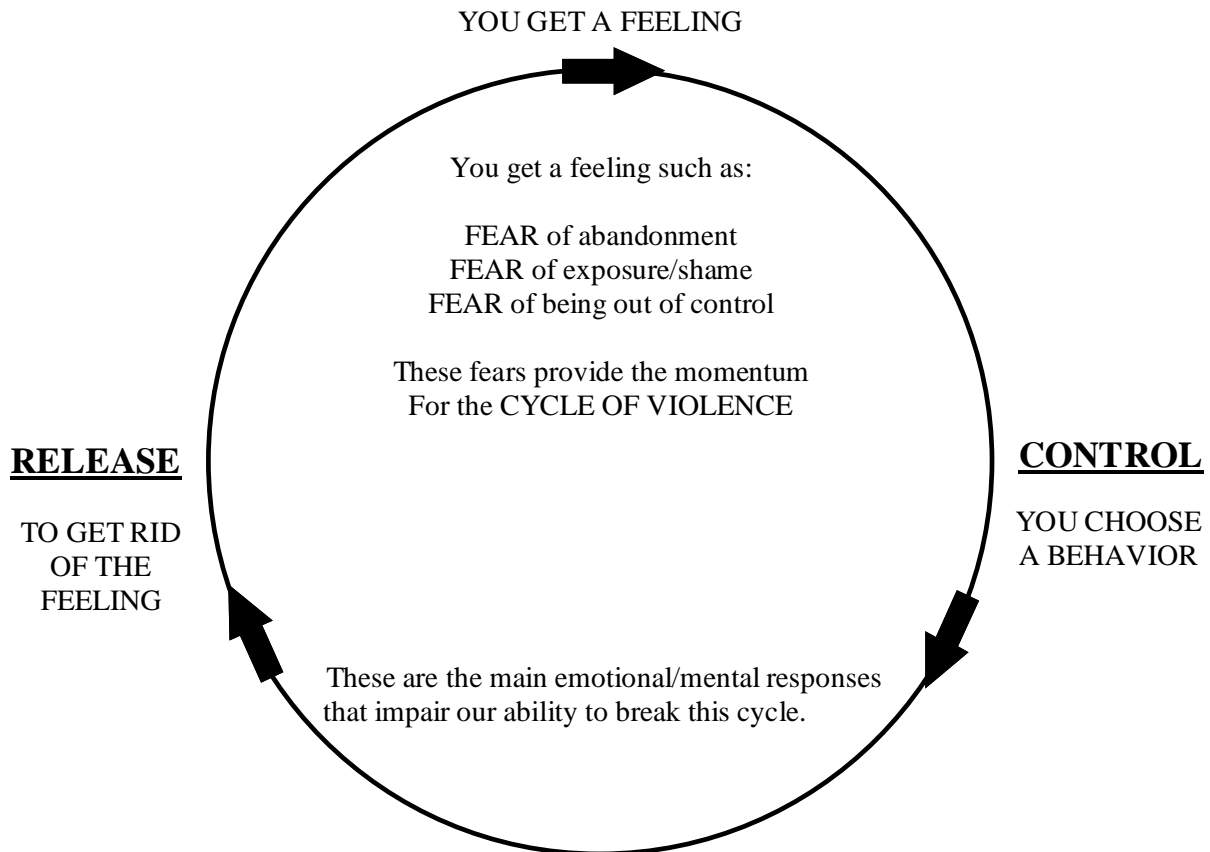 YOU GET A FEELING
You get a feeling such as:
FEAR of abandonment
FEAR of exposure/shame
FEAR of being out of control
These fears provide the momentum
For the CYCLE OF VIOLENCE
RELEASE
TO GET RID
OF THE
FEELING
CONTROL
YOU CHOOSE
A BEHAVIOR
These are the main emotional/mental responses
that impair our ability to break this cycle.